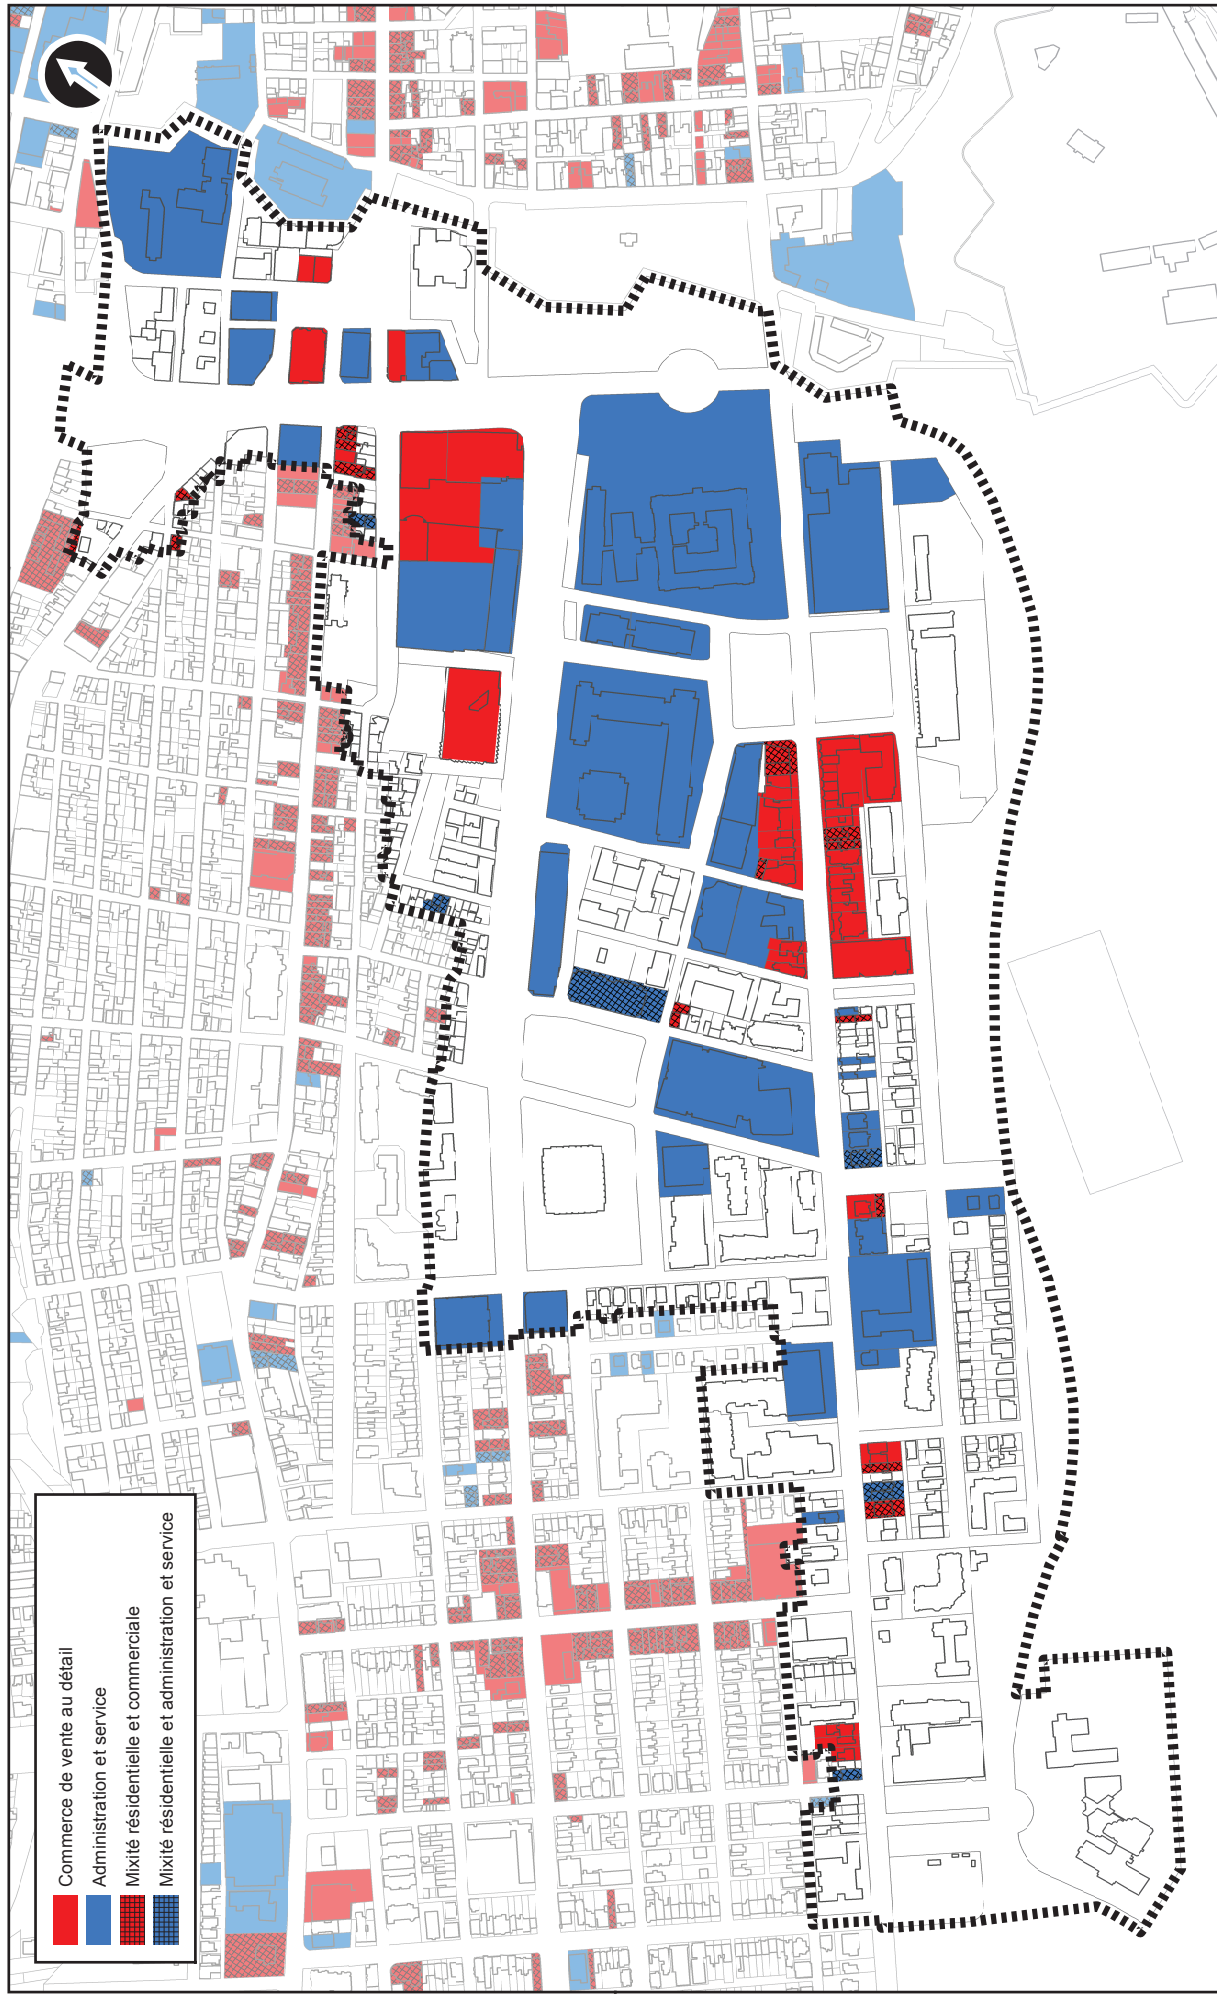 Commerce de vente au détail
Administration et service
Mixité résidentielle et commerciale
Mixité résidentielle et administration et service